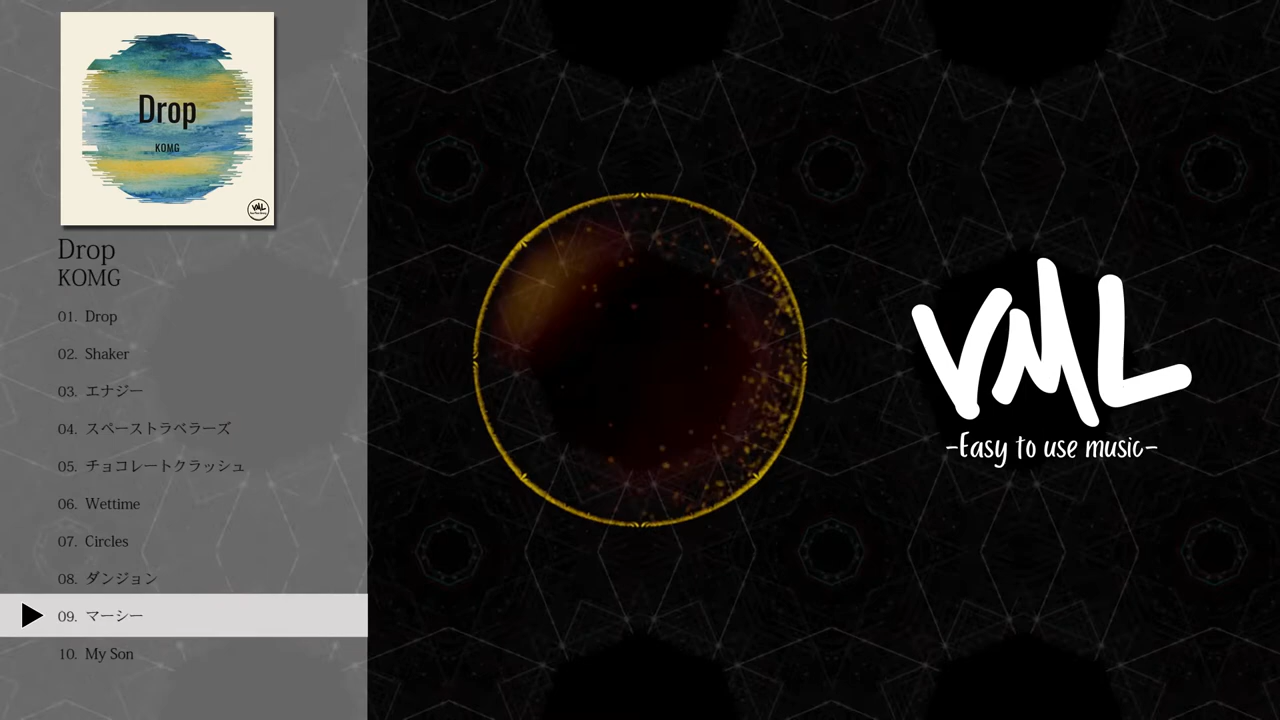 Drop
KOMG
VML
Drop
KOMG
01. Drop
02. Shaker
03. エナジー
04. スペーストラベラーズ
05. チョコレートクラッシュ
06. Wettime
07. Circles
08. ダンジョン
09. マーシー
10. My Son
VML
-Easy to use music-